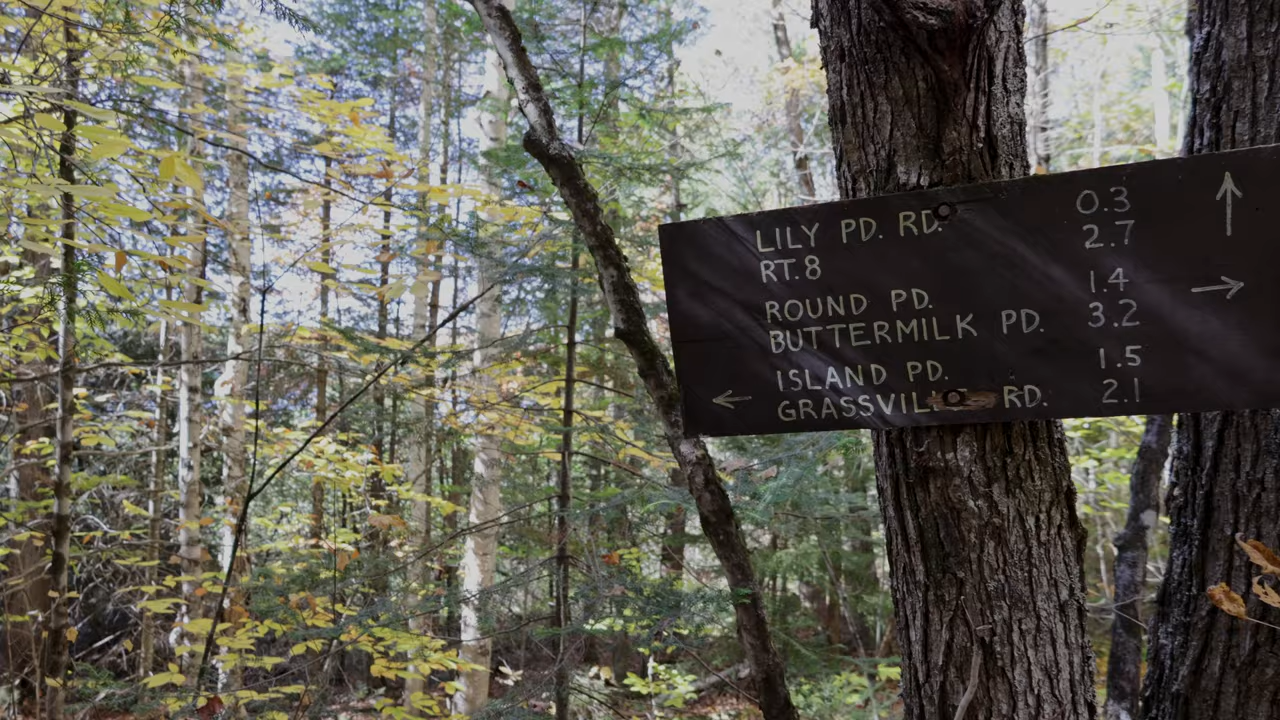 LILY PD. RD. 0.3 ↑
RT. 8 2.7
ROUND PD. 1.4 →
BUTTERMILK PD. 3.2
ISLAND PD. 1.5
← RD. 2.1